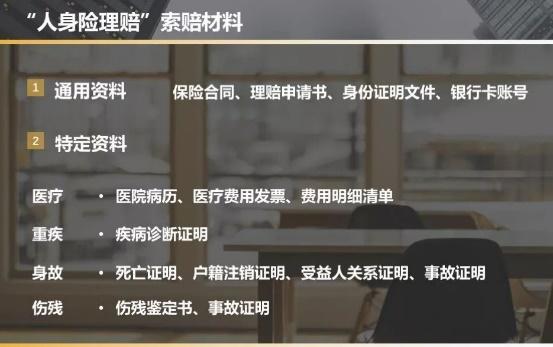 “人身险理赔”索赔材料
1 通用资料 保险合同、理赔申请书、身份证明文件、银行卡账号
2 特定资料
医疗 • 医院病历、医疗费用发票、费用明细清单
重疾 • 疾病诊断证明
身故 • 死亡证明、户籍注销证明、受益人关系证明、事故证明
伤残 • 伤残鉴定书、事故证明